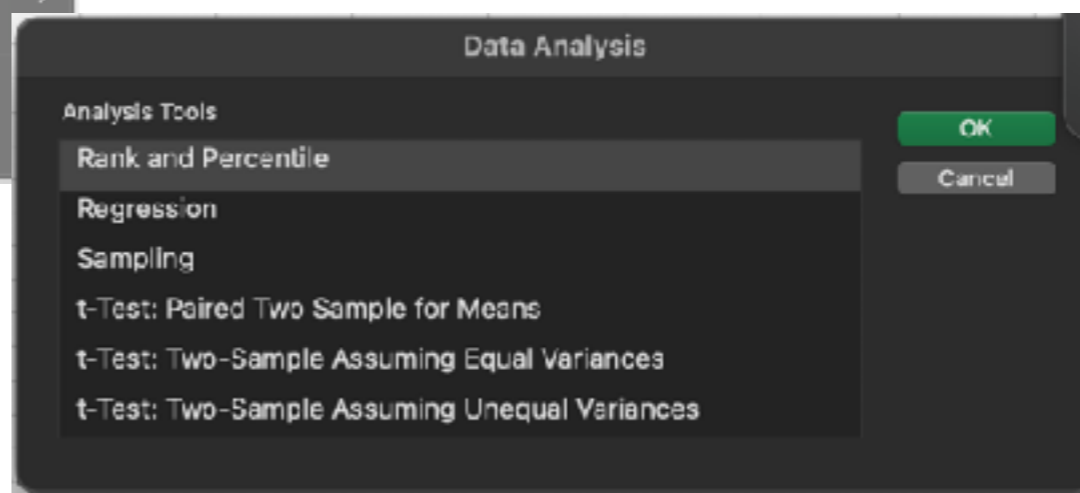 Data Analysis
Analysis Tools
OK
Rank and Percentile
Cancel
Regression
Sampling
t-Test: Paired Two Sample for Means
t-Test: Two-Sample Assuming Equal Variances
t-Test: Two-Sample Assuming Unequal Variances